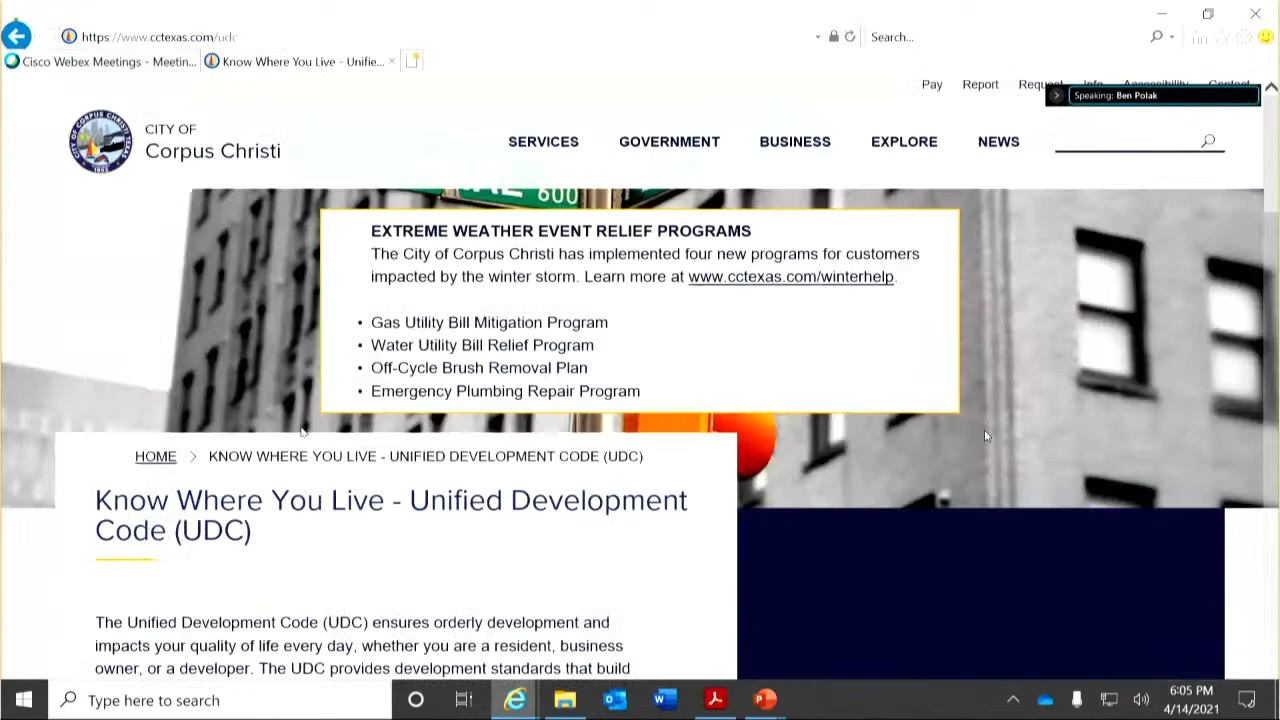 https://www.cctexas.com/udc
Search...
Cisco Webex Meetings - Meetin...
Know Where You Live - Unifie...
Pay Report Info Accessibility Contact
Speaking: Ben Polak
CITY OF
Corpus Christi
SERVICES GOVERNMENT BUSINESS EXPLORE NEWS
600
EXTREME WEATHER EVENT RELIEF PROGRAMS
The City of Corpus Christi has implemented four new programs for customers
impacted by the winter storm. Learn more at www.cctexas.com/winterhelp.
• Gas Utility Bill Mitigation Program
• Water Utility Bill Relief Program
• Off-Cycle Brush Removal Plan
• Emergency Plumbing Repair Program
HOME > KNOW WHERE YOU LIVE - UNIFIED DEVELOPMENT CODE (UDC)
Know Where You Live - Unified Development
Code (UDC)
The Unified Development Code (UDC) ensures orderly development and
impacts your quality of life every day, whether you are a resident, business
owner, or a developer. The UDC provides development standards that build
Type here to search
6:05 PM
4/14/2021